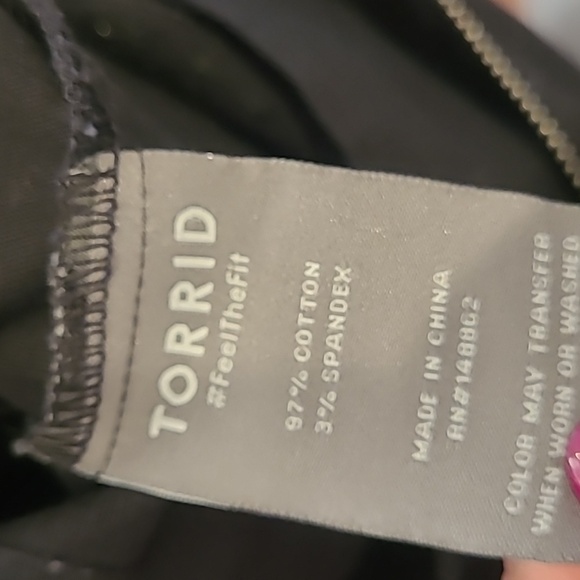 TORRID
#FeelTheFit
97% COTTON
3% SPANDEX
MADE IN CHINA
RN#148862
COLOR MAY TRANSFER
WHEN WORN OR WASHED